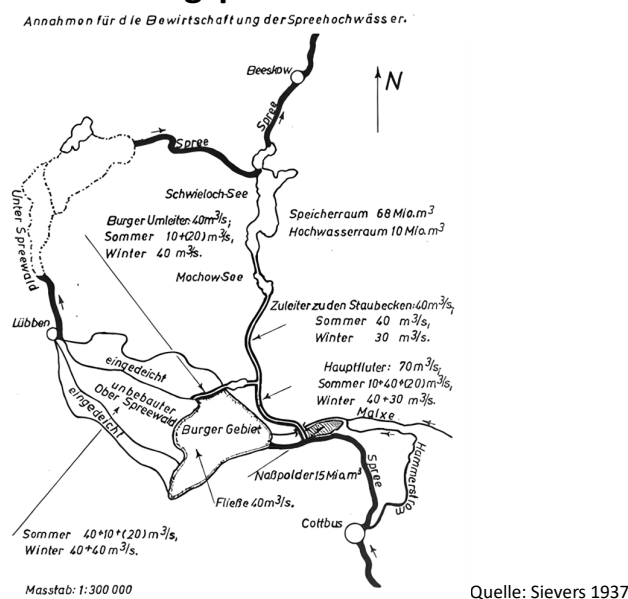 Annahmen für die Bewirtschaftung der Spreehochwässer.
Beeskow
N
Spree
Spree
Schwieloch-See
Burger Umleiter: 40m³/s;
Sommer 10+(20) m³/s,
Winter 40 m³/s.
Speicherraum 68 Mio.m³
Hochwasserraum 10 Mio.m³
Unter Spreewald
Mochow-See
Zuleiter zu den Staubecken: 40m³/s,
Sommer 40 m³/s,
Winter 30 m³/s.
Lübben
eingedeicht
Hauptfluter: 70m³/s,
Sommer 10+40+(20) m³/s,
Winter 40+30 m³/s.
unbebauter
Ober Spreewald
eingedeicht
Malxe
Burger Gebiet
Hammerstrom
Spree
Naßpolder 15 Mio.m³
Fließe 40m³/s.
Cottbus
Sommer 40+10+(20) m³/s,
Winter 40+40 m³/s.
Masstab: 1:300 000
Quelle: Sievers 1937